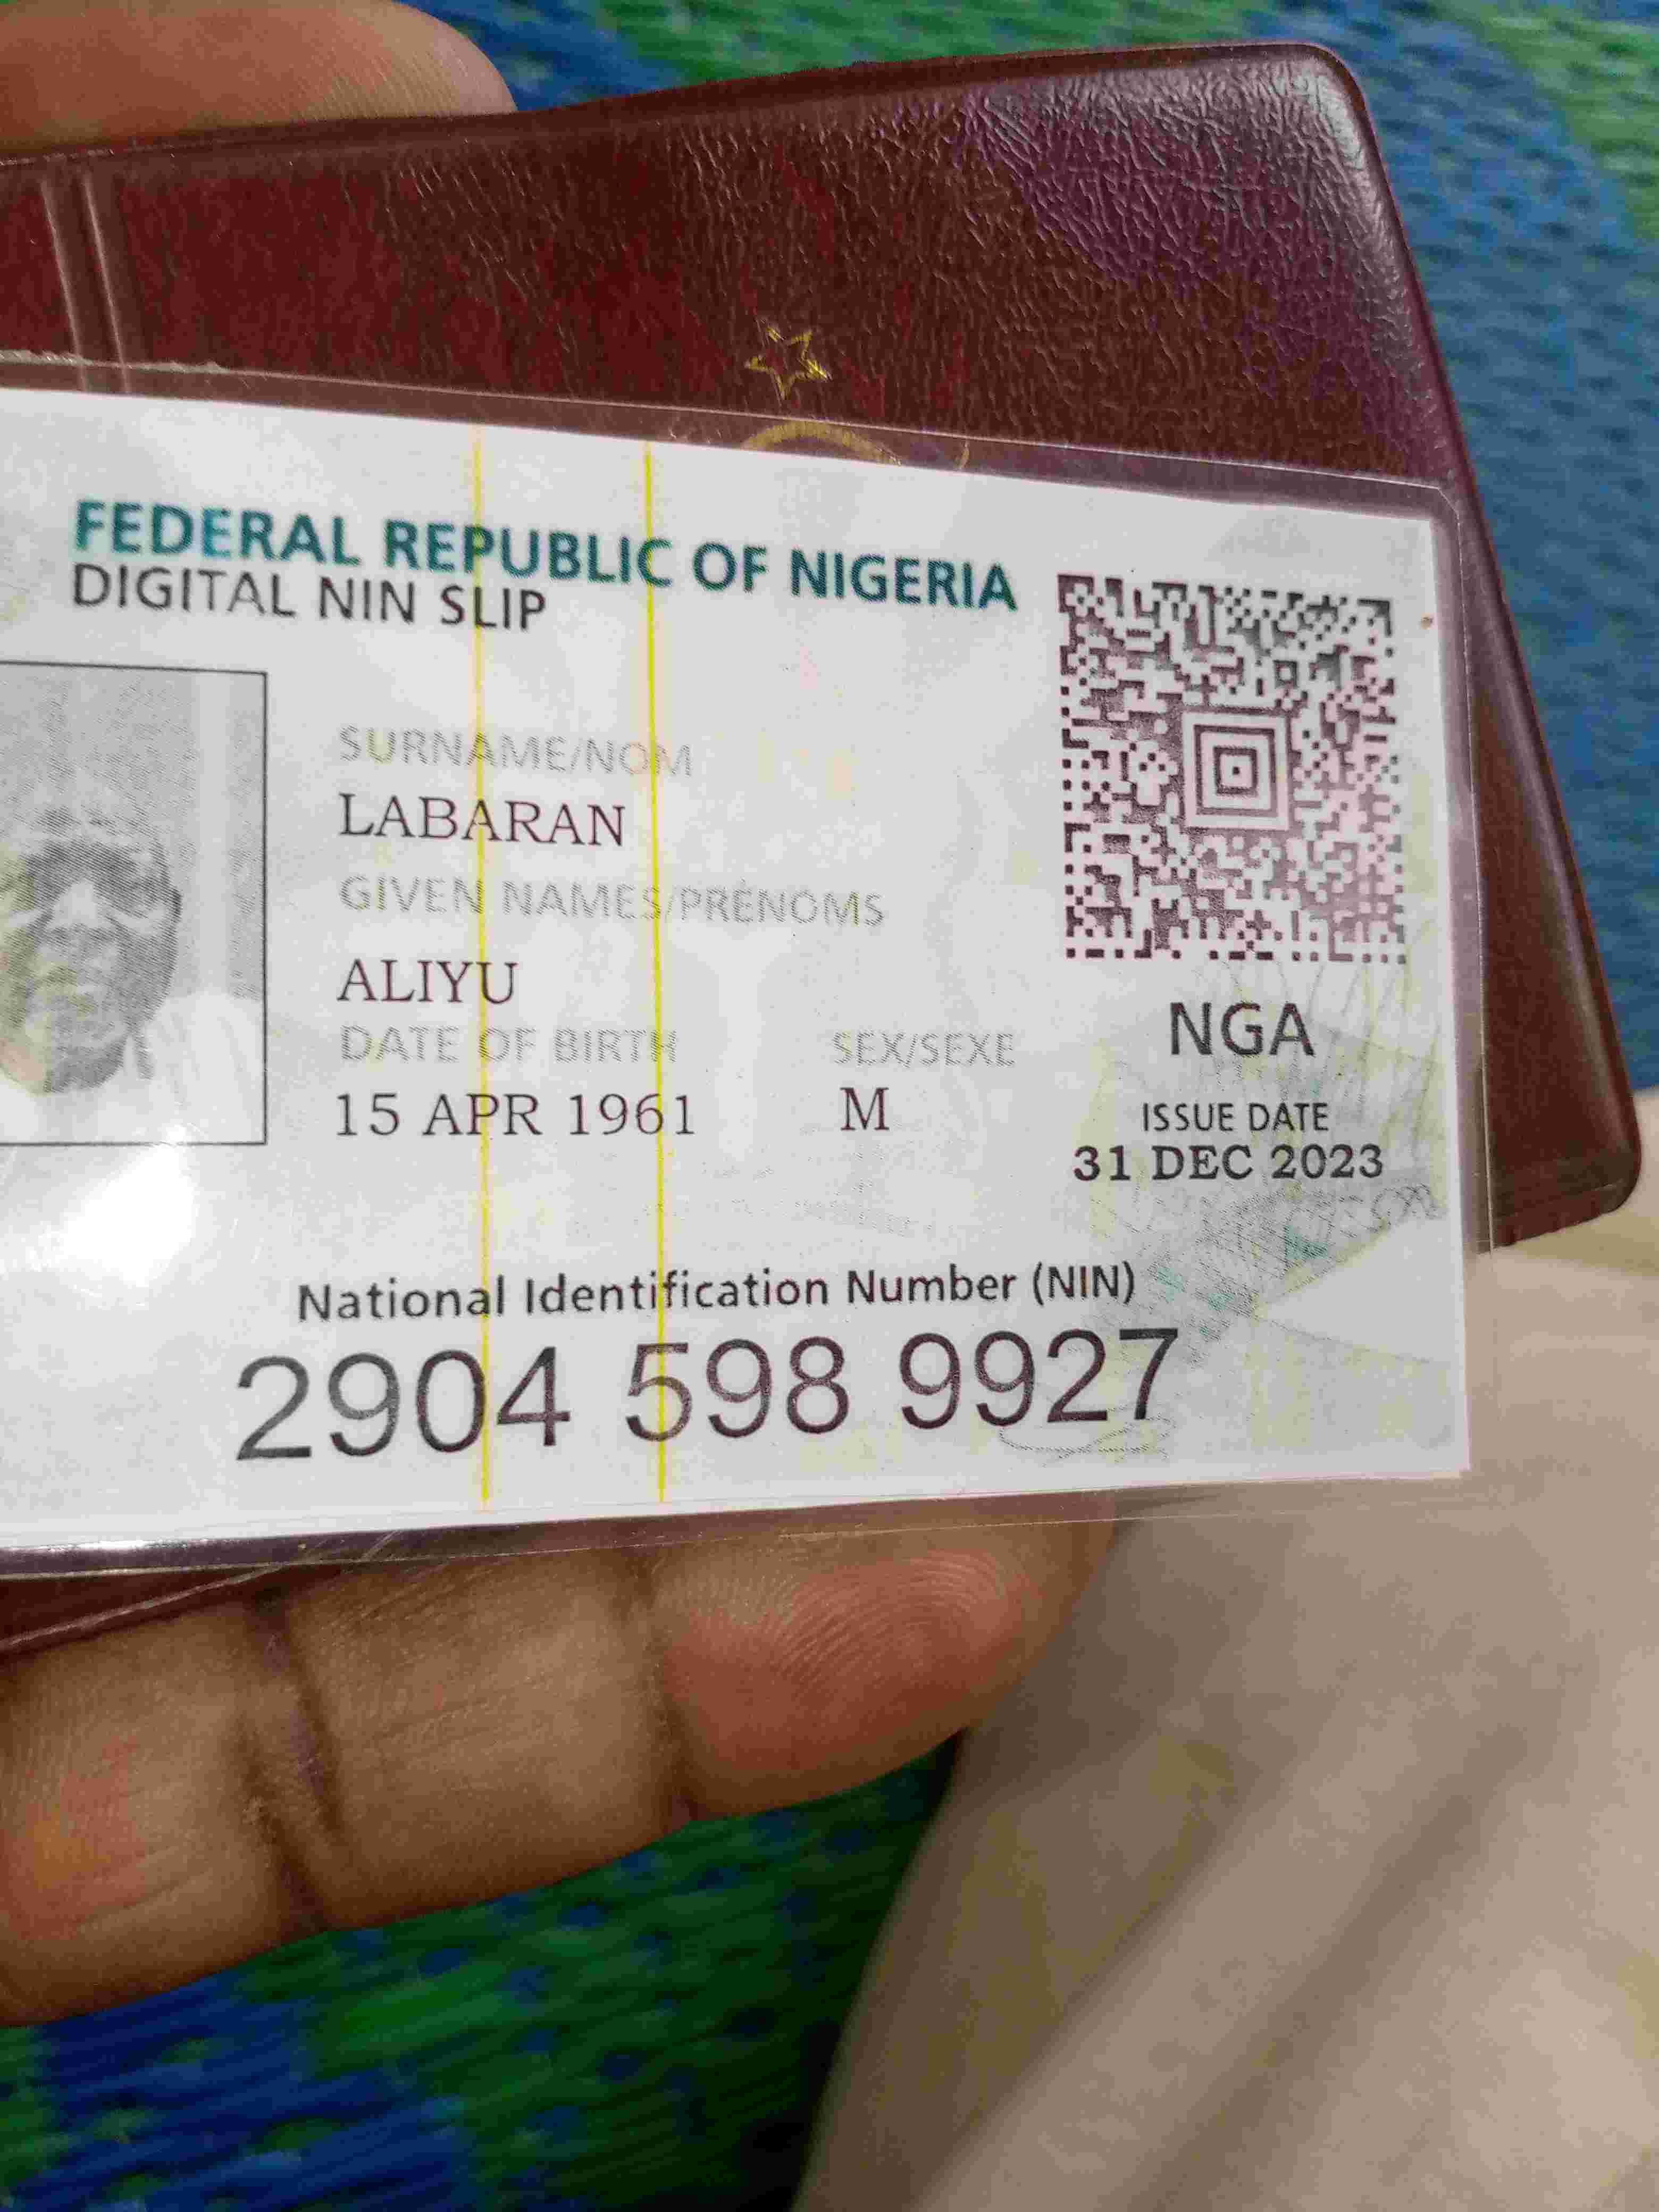 FEDERAL REPUBLIC OF NIGERIA
DIGITAL NIN SLIP
SURNAME/NOM
LABARAN
GIVEN NAMES/PRÉNOMS
ALIYU
DATE OF BIRTH SEX/SEXE
15 APR 1961 M
NGA
ISSUE DATE
31 DEC 2023
National Identification Number (NIN)
2904 598 9927